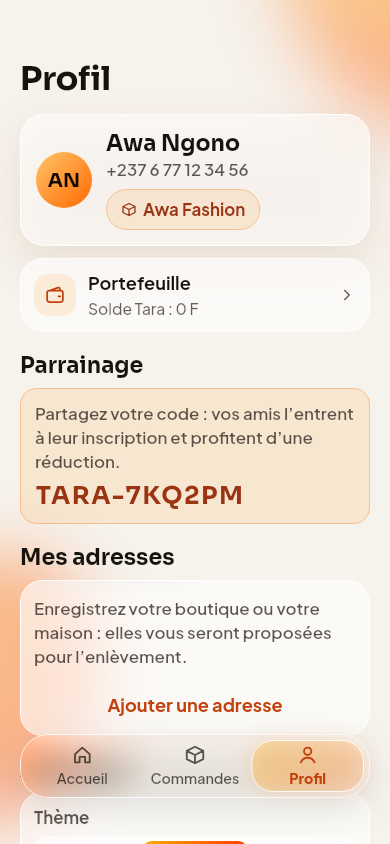 Profil
AN
Awa Ngono
+237 6 77 12 34 56
Awa Fashion
Portefeuille
Solde Tara : 0 F
Parrainage
Partagez votre code : vos amis l’entrent
à leur inscription et profitent d’une
réduction.
TARA-7KQ2PM
Mes adresses
Enregistrez votre boutique ou votre
maison : elles vous seront proposées
pour l’enlèvement.
Ajouter une adresse
Accueil
Commandes
Profil
Thème